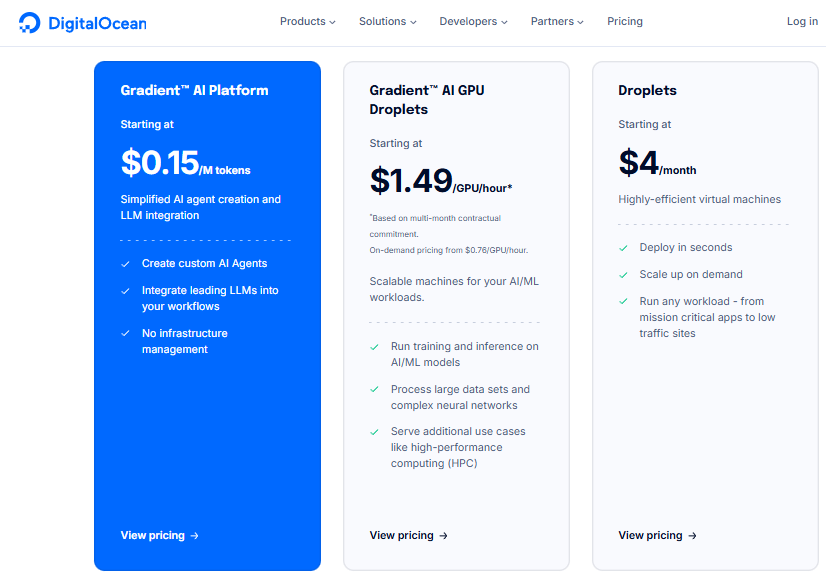 DigitalOcean
Products
Solutions
Developers
Partners
Pricing
Log in
Gradient™ AI Platform
Starting at
$0.15/M tokens
Simplified AI agent creation and
LLM integration
Create custom AI Agents
Integrate leading LLMs into
your workflows
No infrastructure
management
View pricing →
Gradient™ AI GPU
Droplets
Starting at
$1.49/GPU/hour*
*Based on multi-month contractual
commitment.
On-demand pricing from $0.76/GPU/hour.
Scalable machines for your AI/ML
workloads.
Run training and inference on
AI/ML models
Process large data sets and
complex neural networks
Serve additional use cases
like high-performance
computing (HPC)
View pricing →
Droplets
Starting at
$4/month
Highly-efficient virtual machines
Deploy in seconds
Scale up on demand
Run any workload - from
mission critical apps to low
traffic sites
View pricing →